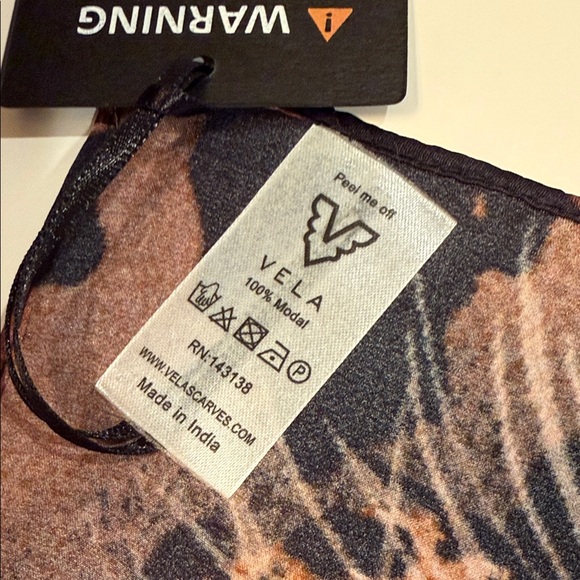 WARNING
Peel me off
VELA
100% Modal
RN:143138
WWW.VELASCARVES.COM
Made in India